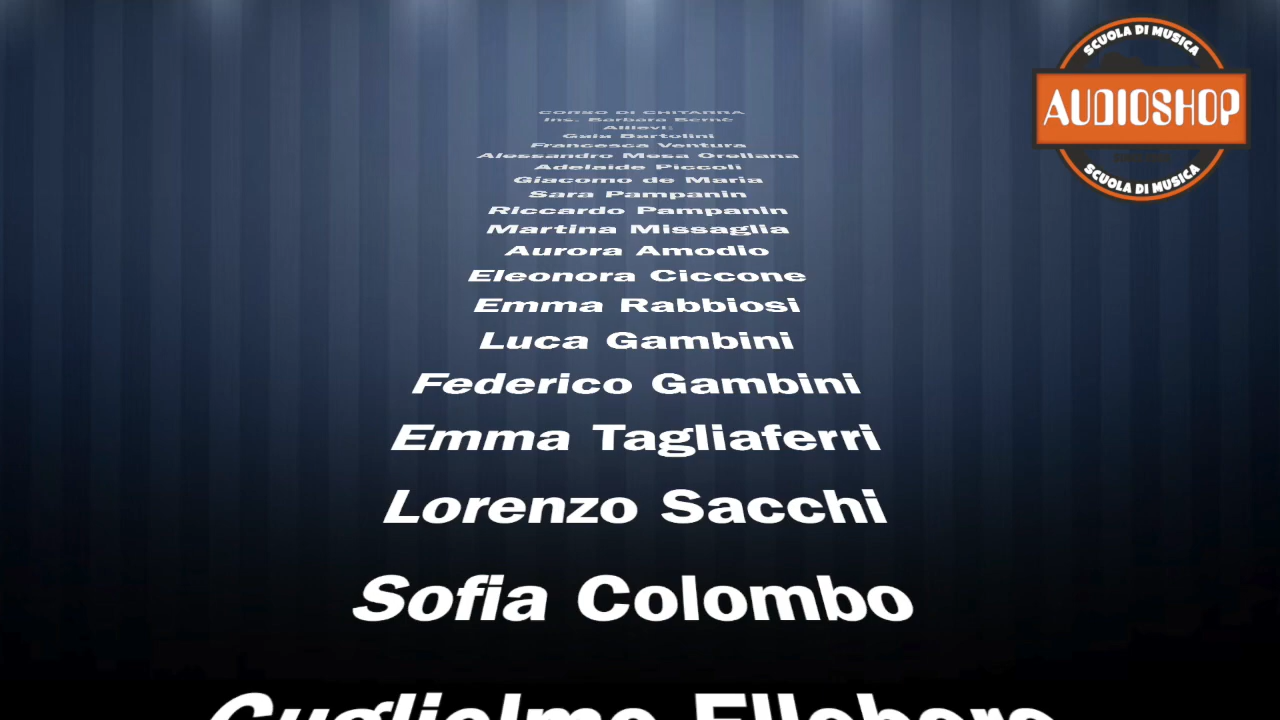 SCUOLA DI MUSICA
AUDIOSHOP
SCUOLA DI MUSICA
CORSO DI CHITARRA
Ins. Barbara Bernè
Allievi:
Gaia Bartolini
Francesca Ventura
Alessandro Mesa Orellana
Adelaide Piccoli
Giacomo de Maria
Sara Pampanin
Riccardo Pampanin
Martina Missaglia
Aurora Amodio
Eleonora Ciccone
Emma Rabbiosi
Luca Gambini
Federico Gambini
Emma Tagliaferri
Lorenzo Sacchi
Sofia Colombo
Guglielmo